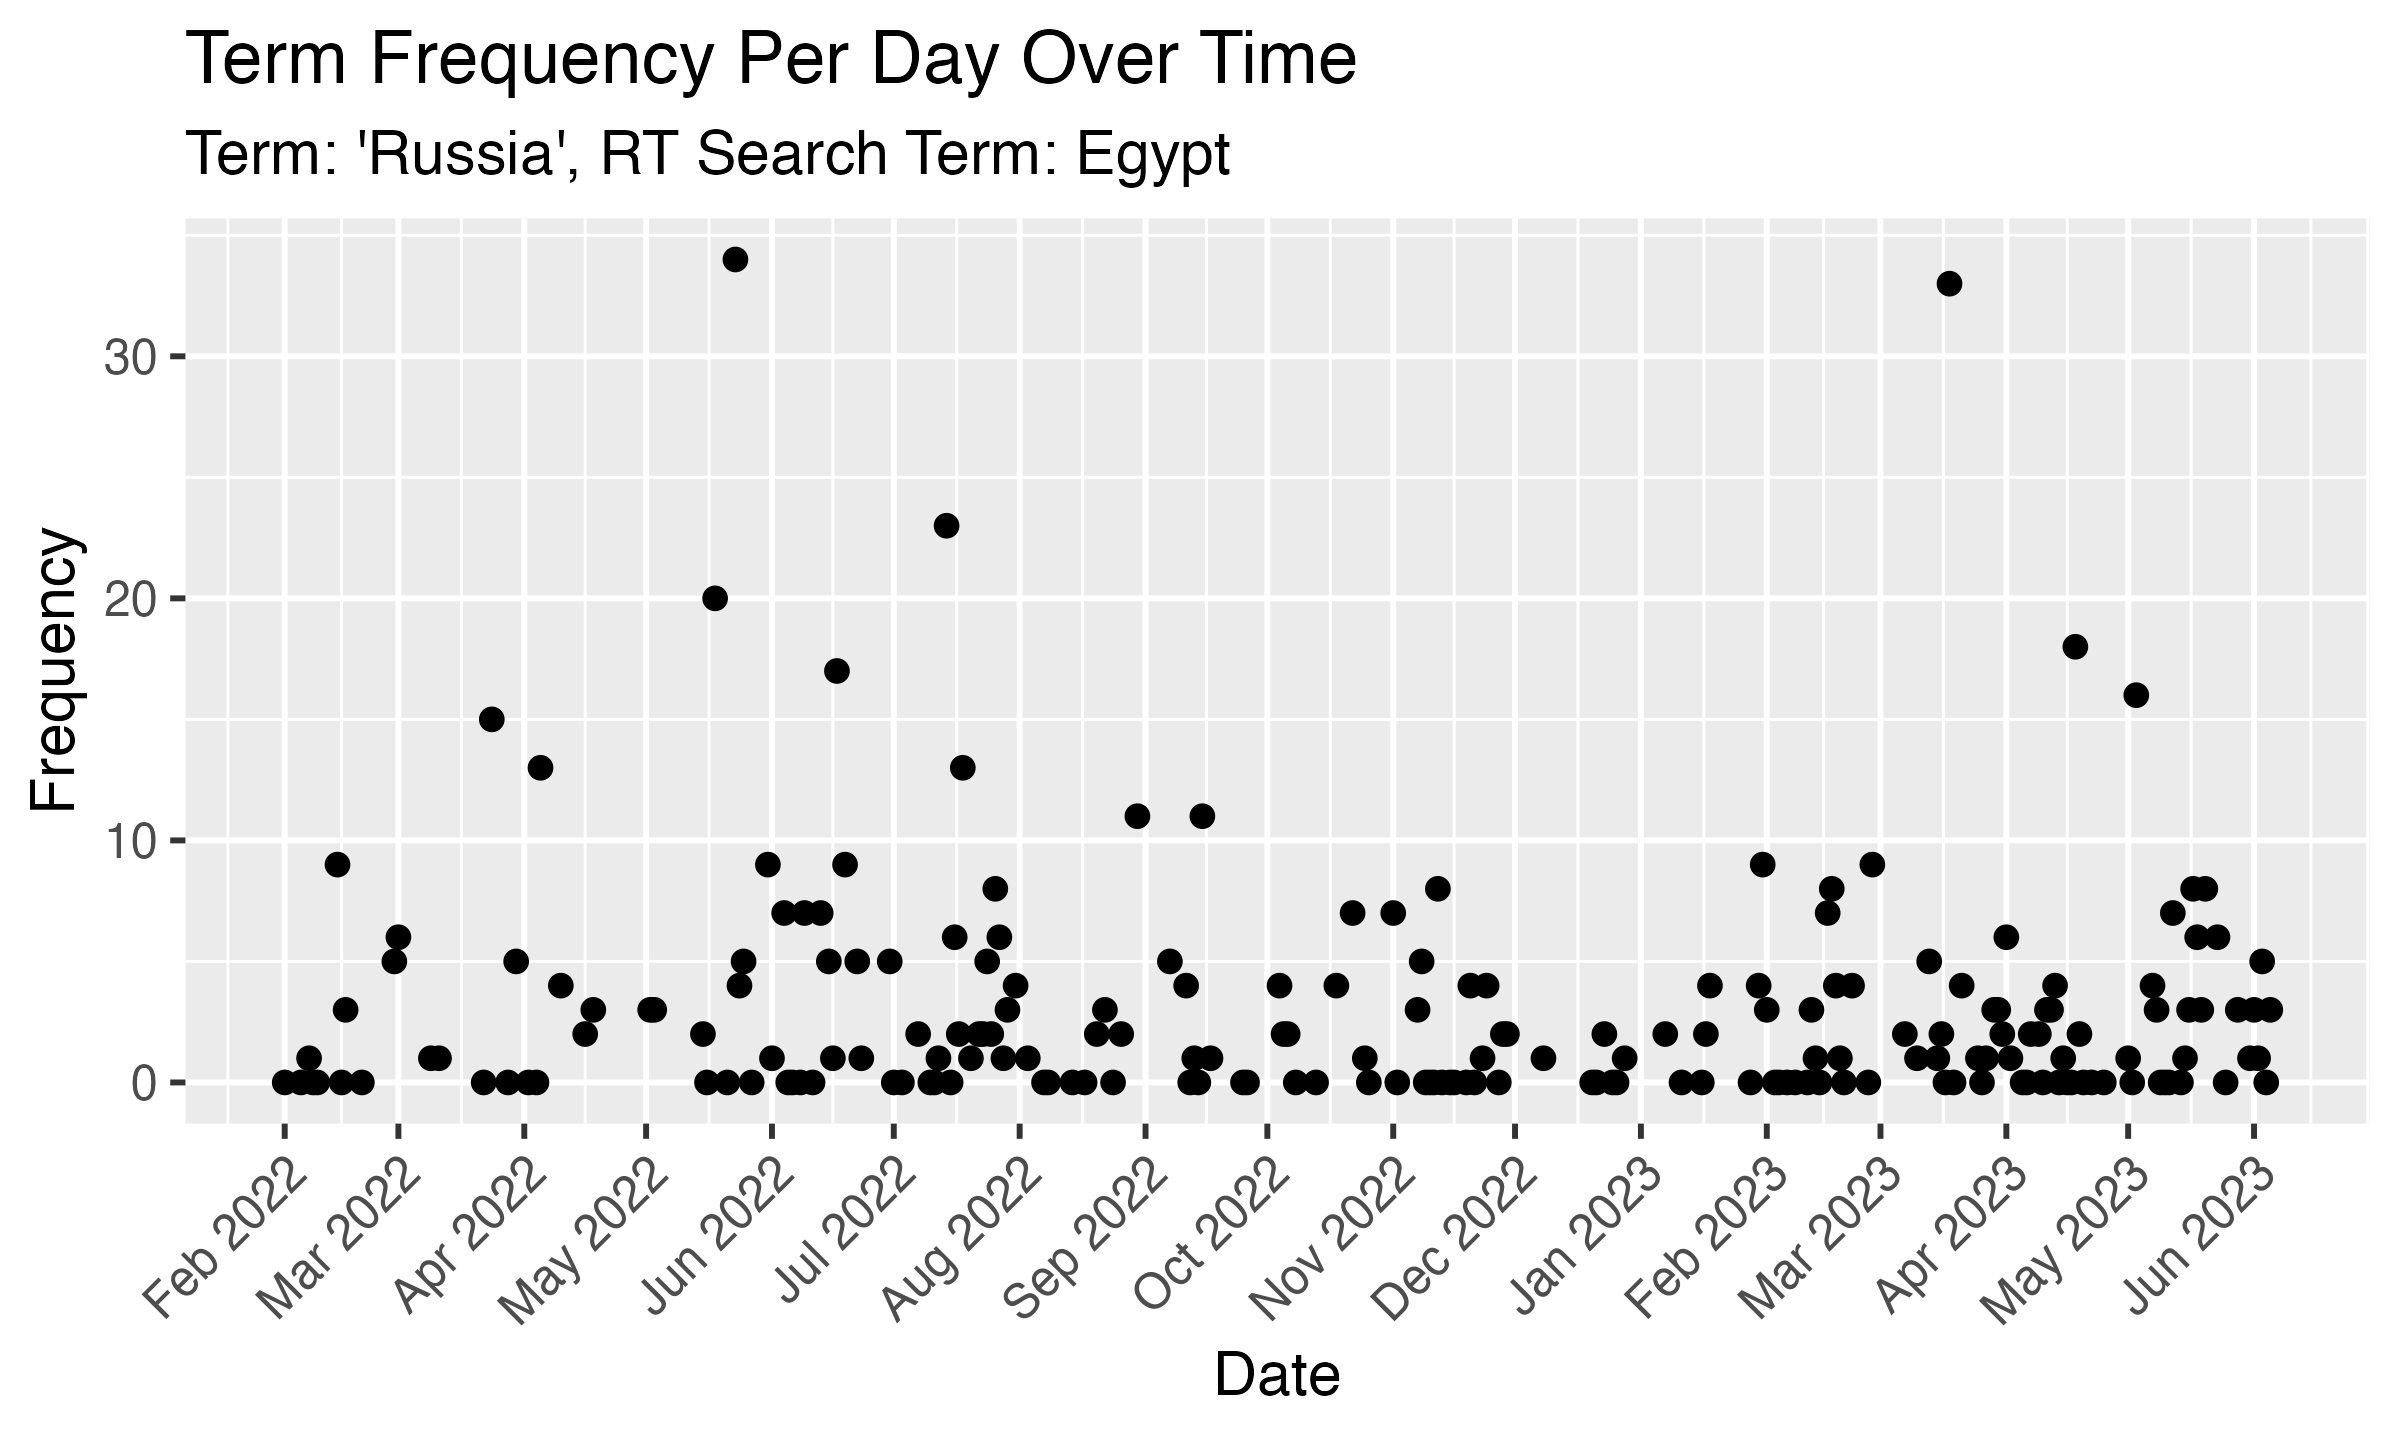 Term Frequency Per Day Over Time
Term: 'Russia', RT Search Term: Egypt
Frequency
30
20
10
0
Feb 2022
Mar 2022
Apr 2022
May 2022
Jun 2022
Jul 2022
Aug 2022
Sep 2022
Oct 2022
Nov 2022
Dec 2022
Jan 2023
Feb 2023
Mar 2023
Apr 2023
May 2023
Jun 2023
Date